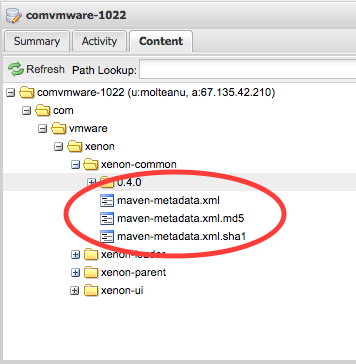 comvmware-1022
Summary
Activity
Content
Refresh
Path Lookup:
comvmware-1022 (u:molteanu, a:67.135.42.210)
com
vmware
xenon
xenon-common
0.4.0
maven-metadata.xml
maven-metadata.xml.md5
maven-metadata.xml.sha1
xenon-loader
xenon-parent
xenon-ui